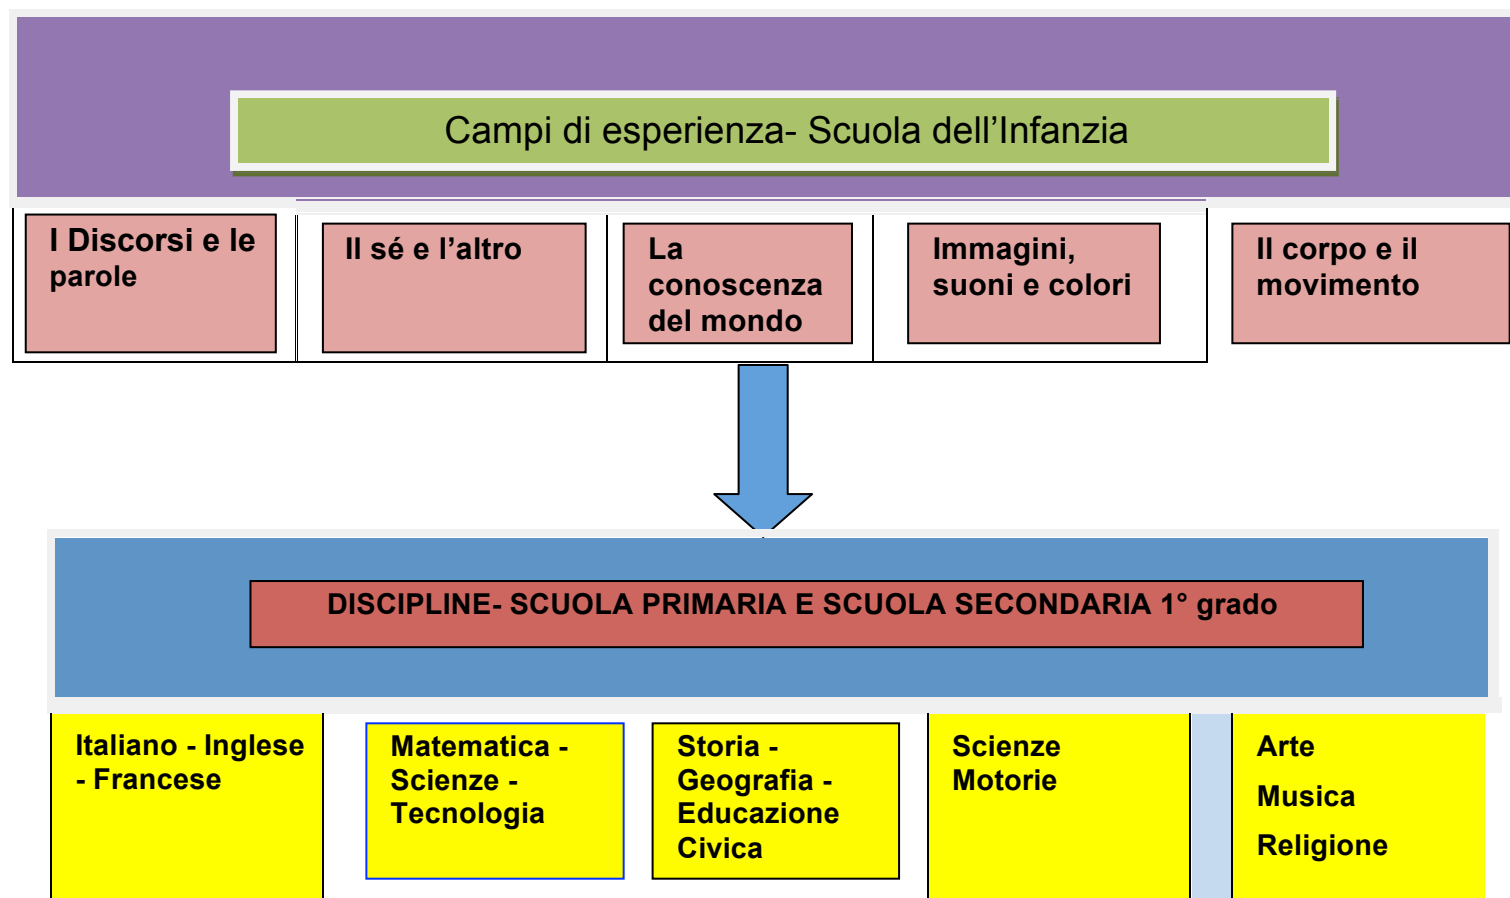 Campi di esperienza- Scuola dell'Infanzia
I Discorsi e le
parole
Il sé e l’altro
La
conoscenza
del mondo
Immagini,
suoni e colori
Il corpo e il
movimento
DISCIPLINE- SCUOLA PRIMARIA E SCUOLA SECONDARIA 1° grado
Italiano - Inglese
- Francese
Matematica -
Scienze -
Tecnologia
Storia -
Geografia -
Educazione
Civica
Scienze
Motorie
Arte
Musica
Religione